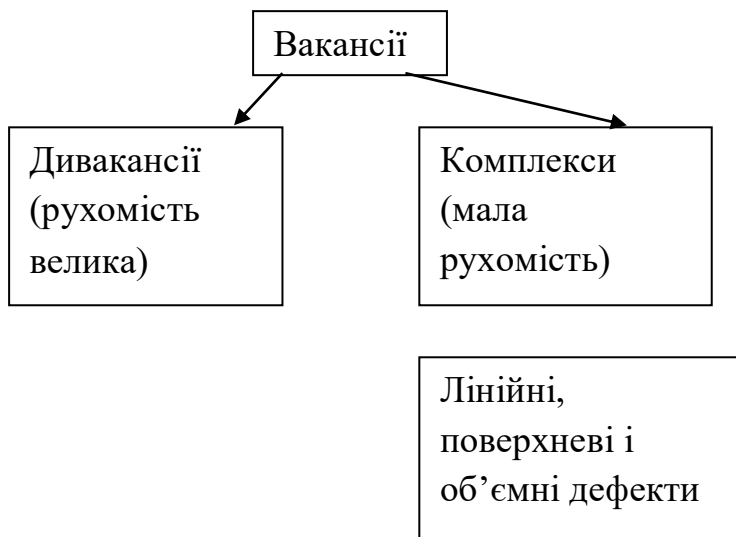 Вакансії
Дивакансії
(рухомість
велика)
Комплекси
(мала
рухомість)
Лінійні,
поверхневі і
об’ємні дефекти